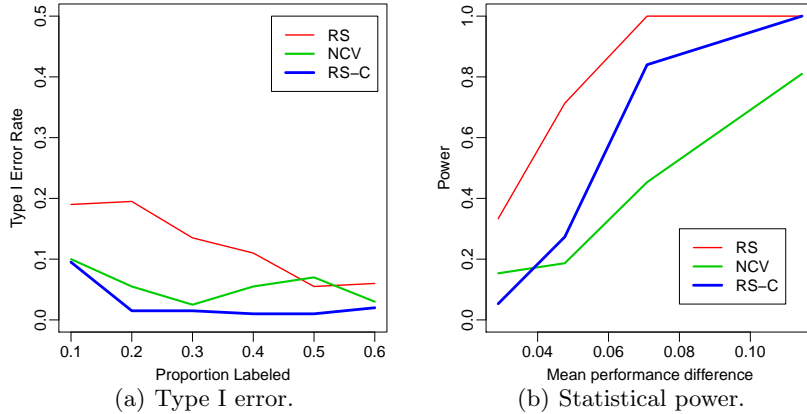 RS
NCV
RS−C
Type I Error Rate
0.0
0.1
0.2
0.3
0.4
0.5
0.1 0.2 0.3 0.4 0.5 0.6
Proportion Labeled
(a) Type I error.
Power
0.0
0.2
0.4
0.6
0.8
1.0
RS
NCV
RS−C
0.04 0.06 0.08 0.10
Mean performance difference
(b) Statistical power.